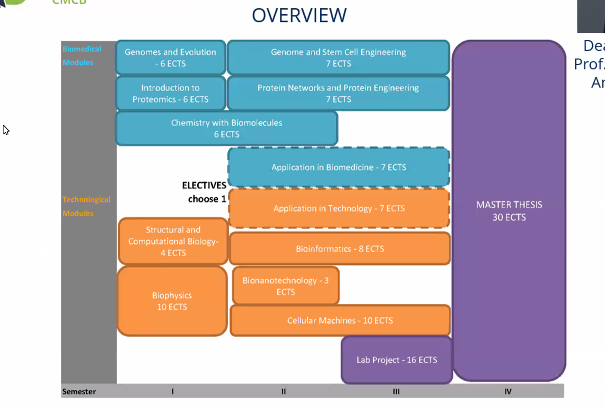 CMCB
OVERVIEW
Dea
Prof.
Ar
Biomedical
Modules
Genomes and Evolution
- 6 ECTS
Genome and Stem Cell Engineering
7 ECTS
Introduction to
Proteomics - 6 ECTS
Protein Networks and Protein Engineering
7 ECTS
Chemistry with Biomolecules
6 ECTS
Application in Biomedicine - 7 ECTS
ELECTIVES
choose 1
Technological
Modules
Application in Technology - 7 ECTS
MASTER THESIS
30 ECTS
Structural and
Computational Biology-
4 ECTS
Bioinformatics - 8 ECTS
Biophysics
10 ECTS
Bionanotechnology - 3
ECTS
Cellular Machines - 10 ECTS
Lab Project - 16 ECTS
Semester I II III IV